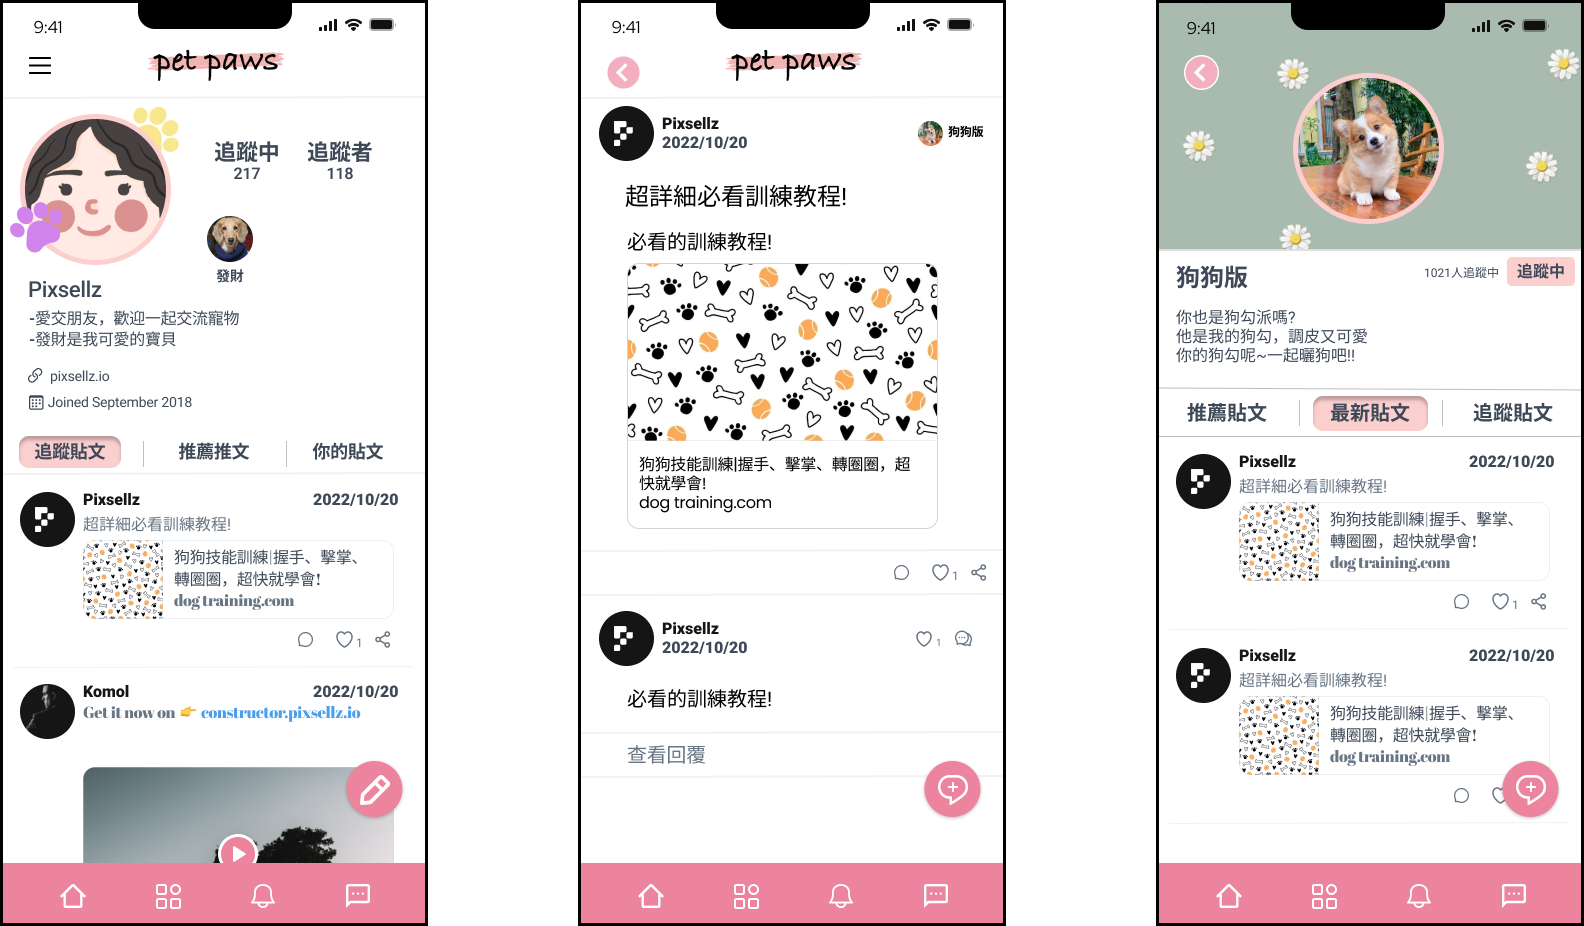 9:41
pet paws
追蹤中
追蹤者
217
118
發財
Pixsellz
-愛交朋友，歡迎一起交流寵物
-發財是我可愛的寶貝
pixsellz.io
Joined September 2018
追蹤貼文
推薦推文
你的貼文
Pixsellz
2022/10/20
超詳細必看訓練教程!
狗狗技能訓練|握手、擊掌、
轉圈圈，超快就學會!
dog training.com
1
Komol
2022/10/20
Get it now on 👉 constructor.pixsellz.io
9:41
pet paws
Pixsellz
2022/10/20
狗狗版
超詳細必看訓練教程!
必看的訓練教程!
狗狗技能訓練|握手、擊掌、轉圈圈，超
快就學會!
dog training.com
1
Pixsellz
2022/10/20
1
必看的訓練教程!
查看回覆
9:41
狗狗版
1021人追蹤中
追蹤中
你也是狗勾派嗎?
他是我的狗勾，調皮又可愛
你的狗勾呢~一起曬狗吧!!
推薦貼文
最新貼文
追蹤貼文
Pixsellz
2022/10/20
超詳細必看訓練教程!
狗狗技能訓練|握手、擊掌、
轉圈圈，超快就學會!
dog training.com
1
Pixsellz
2022/10/20
超詳細必看訓練教程!
狗狗技能訓練|握手、擊掌、
轉圈圈，超快就學會!
dog training.com